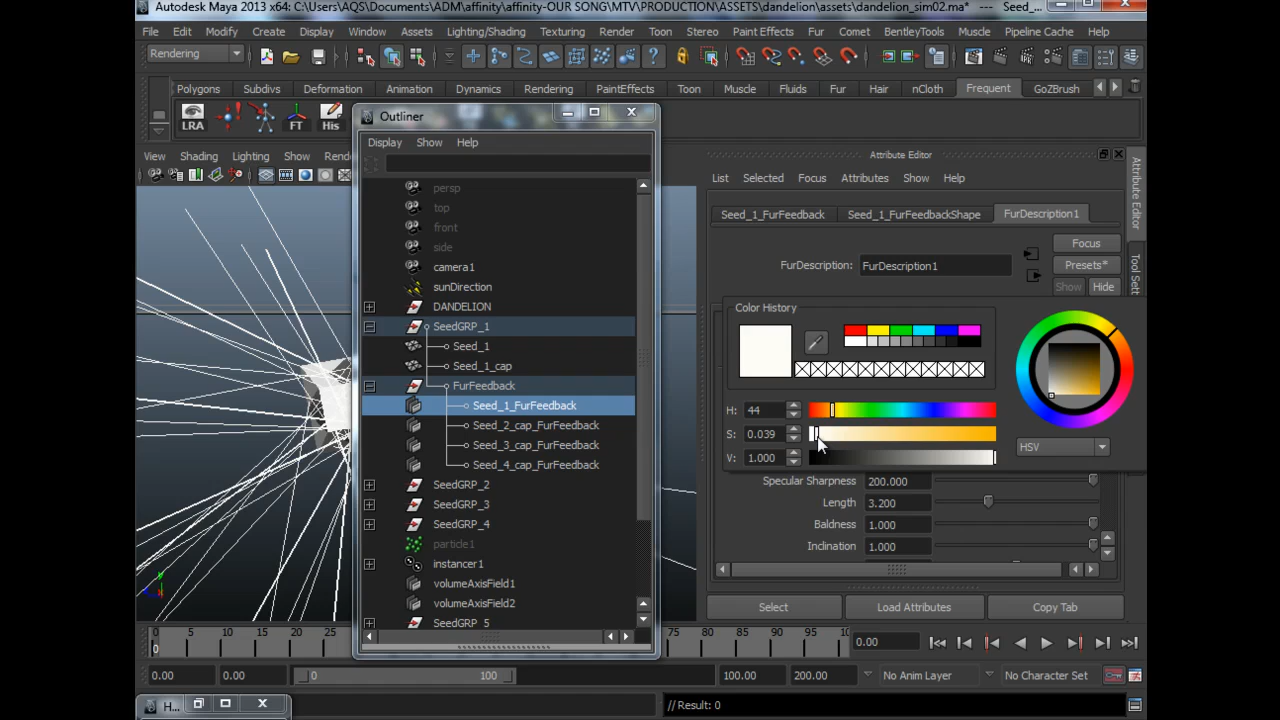 Autodesk Maya 2013 x64: C:\Users\AQS\Documents\ADM\affinity\affinity-OUR SONG\MTV\PRODUCTION\ASSETS\dandelion\assets\dandelion_sim02.ma* --- Seed_...
File Edit Modify Create Display Window Assets Lighting/Shading Texturing Render Toon Stereo Paint Effects Fur Comet BentleyTools Muscle Pipeline Cache Help
Rendering
Polygons Subdivs Deformation Animation Dynamics Rendering PaintEffects Toon Muscle Fluids Fur Hair nCloth Frequent GoZBrush
LRA FT His
Outliner
Display Show Help
persp
top
front
side
camera1
sunDirection
DANDELION
SeedGRP_1
Seed_1
Seed_1_cap
FurFeedback
Seed_1_FurFeedback
Seed_2_cap_FurFeedback
Seed_3_cap_FurFeedback
Seed_4_cap_FurFeedback
SeedGRP_2
SeedGRP_3
SeedGRP_4
particle1
instancer1
volumeAxisField1
volumeAxisField2
SeedGRP_5
View Shading Lighting Show
Attribute Editor
List Selected Focus Attributes Show Help
Seed_1_FurFeedback Seed_1_FurFeedbackShape FurDescription1
Focus
FurDescription: FurDescription1 Presets*
Show Hide
Color History
H: 44
S: 0.039
V: 1.000
HSV
Specular Sharpness 200.000
Length 3.200
Baldness 1.000
Inclination 1.000
Select Load Attributes Copy Tab
Attribute Editor
0 5 10 15 20 25 30 35 40 45 75 80 85 90 95 100
0.00
0.00 0.00 0 100 100.00 200.00 No Anim Layer No Character Set
H... // Result: 0